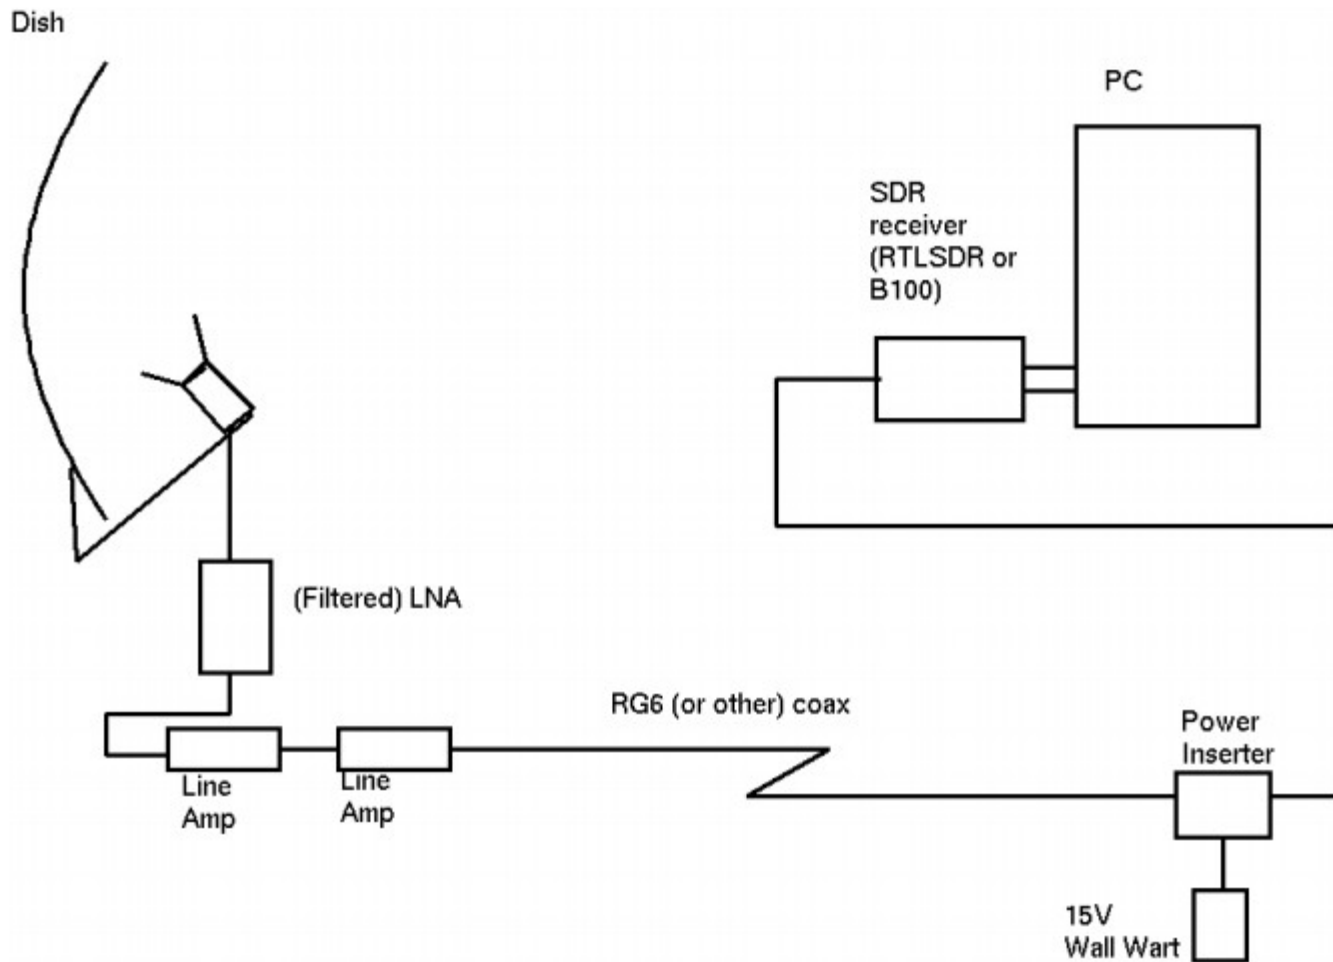 Dish
PC
SDR
receiver
(RTLSDR or
B100)
(Filtered) LNA
RG6 (or other) coax
Power
Inserter
Line
Amp
Line
Amp
15V
Wall Wart